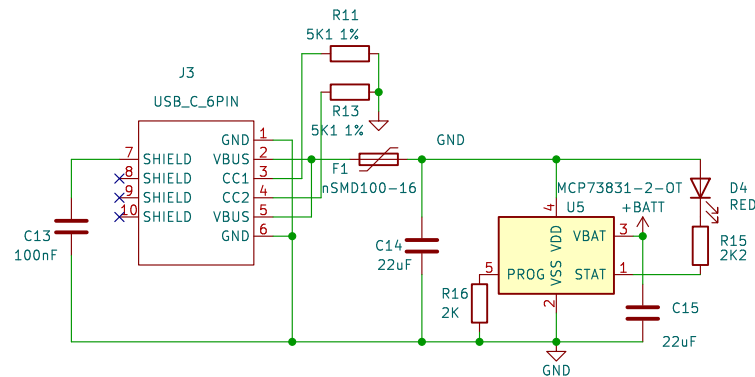 R11
5K1 1%
J3
USB_C_6PIN
R13
5K1 1%
GND 1
VBUS 2
CC1 3
CC2 4
VBUS 5
GND 6
7 SHIELD
8 SHIELD
9 SHIELD
10 SHIELD
F1
nSMD100-16
GND
MCP73831-2-OT
U5
+BATT
D4
RED
4
VDD
VBAT 3
5 PROG
STAT 1
VSS
2
R15
2K2
C13
100nF
C14
22uF
R16
2K
C15
22uF
GND